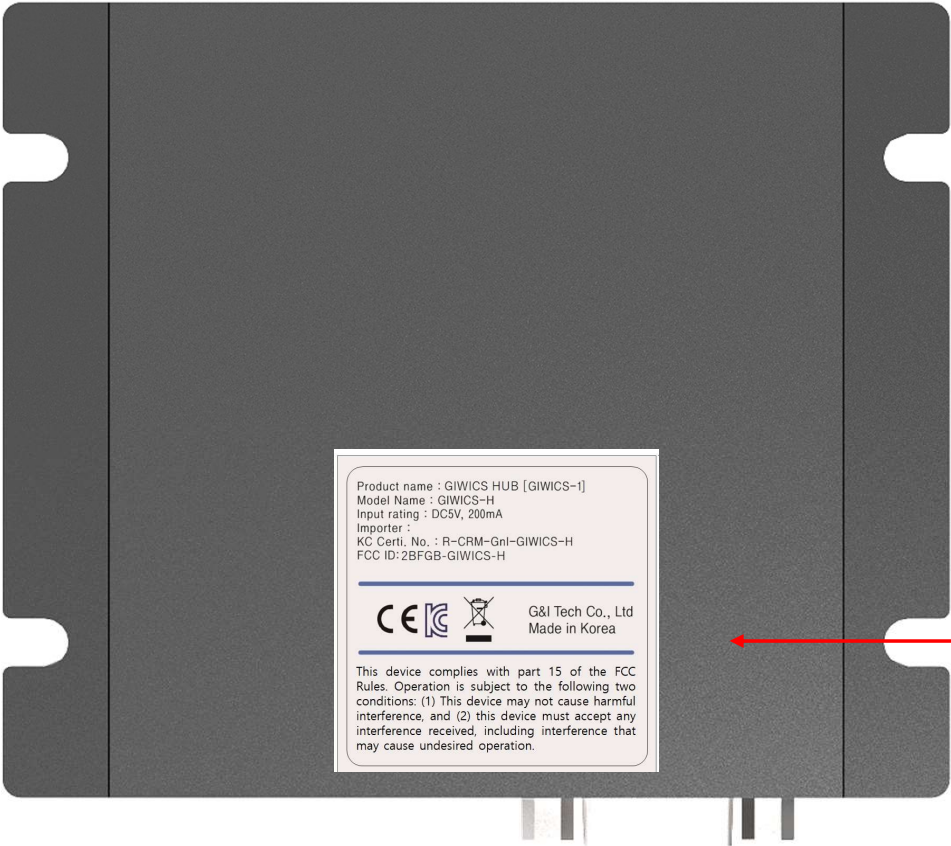 Product name : GIWICS HUB [GIWICS-1]
Model Name : GIWICS-H
Input rating : DC5V, 200mA
Importer :
KC Certi. No. : R-CRM-GnI-GIWICS-H
FCC ID: 2BFGB-GIWICS-H
CE
G&I Tech Co., Ltd
Made in Korea
This device complies with part 15 of the FCC
Rules. Operation is subject to the following two
conditions: (1) This device may not cause harmful
interference, and (2) this device must accept any
interference received, including interference that
may cause undesired operation.